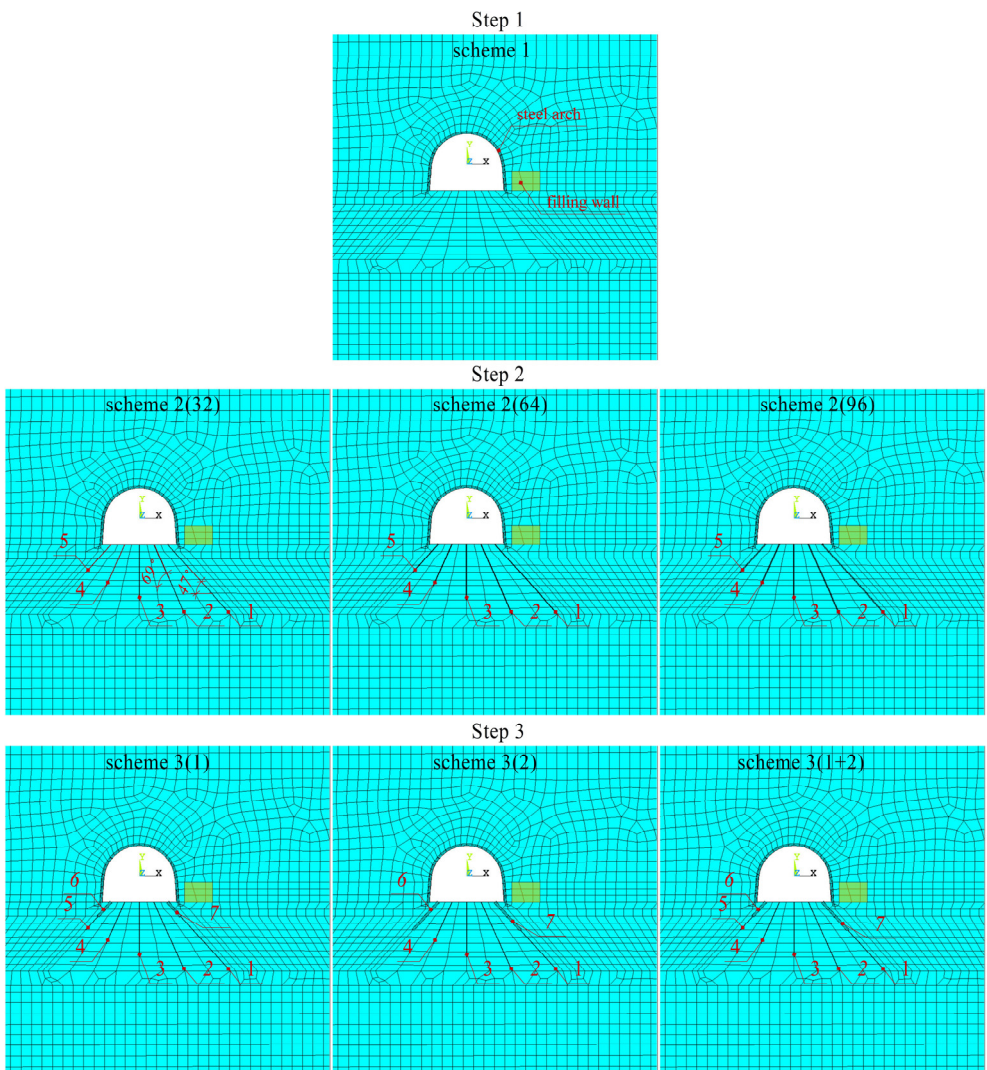 Step 1
scheme 1
steel arch
Y
Z X
filling wall
Step 2
scheme 2(32)
scheme 2(64)
scheme 2(96)
Y
Z X
Y
Z X
Y
Z X
5
69°
47°
4
3
2
1
5
4
3
2
1
5
4
3
2
1
Step 3
scheme 3(1)
scheme 3(2)
scheme 3(1+2)
Y
Z X
Y
Z X
Y
Z X
6
5
7
4
3
2
1
6
7
4
3
2
1
6
5
7
4
3
2
1